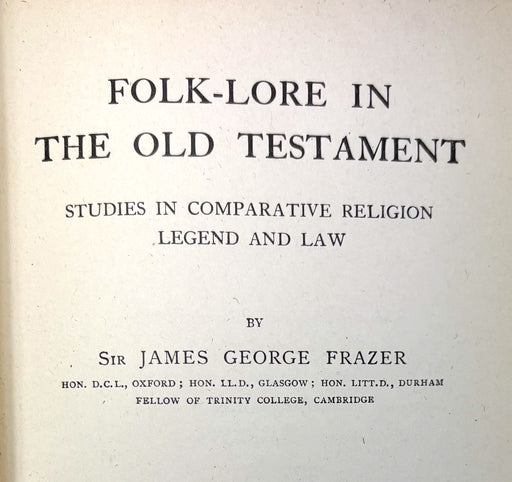 FOLK-LORE IN
THE OLD TESTAMENT
STUDIES IN COMPARATIVE RELIGION
LEGEND AND LAW
BY
SIR JAMES GEORGE FRAZER
HON. D.C.L., OXFORD; HON. LL.D., GLASGOW; HON. LITT.D., DURHAM
FELLOW OF TRINITY COLLEGE, CAMBRIDGE